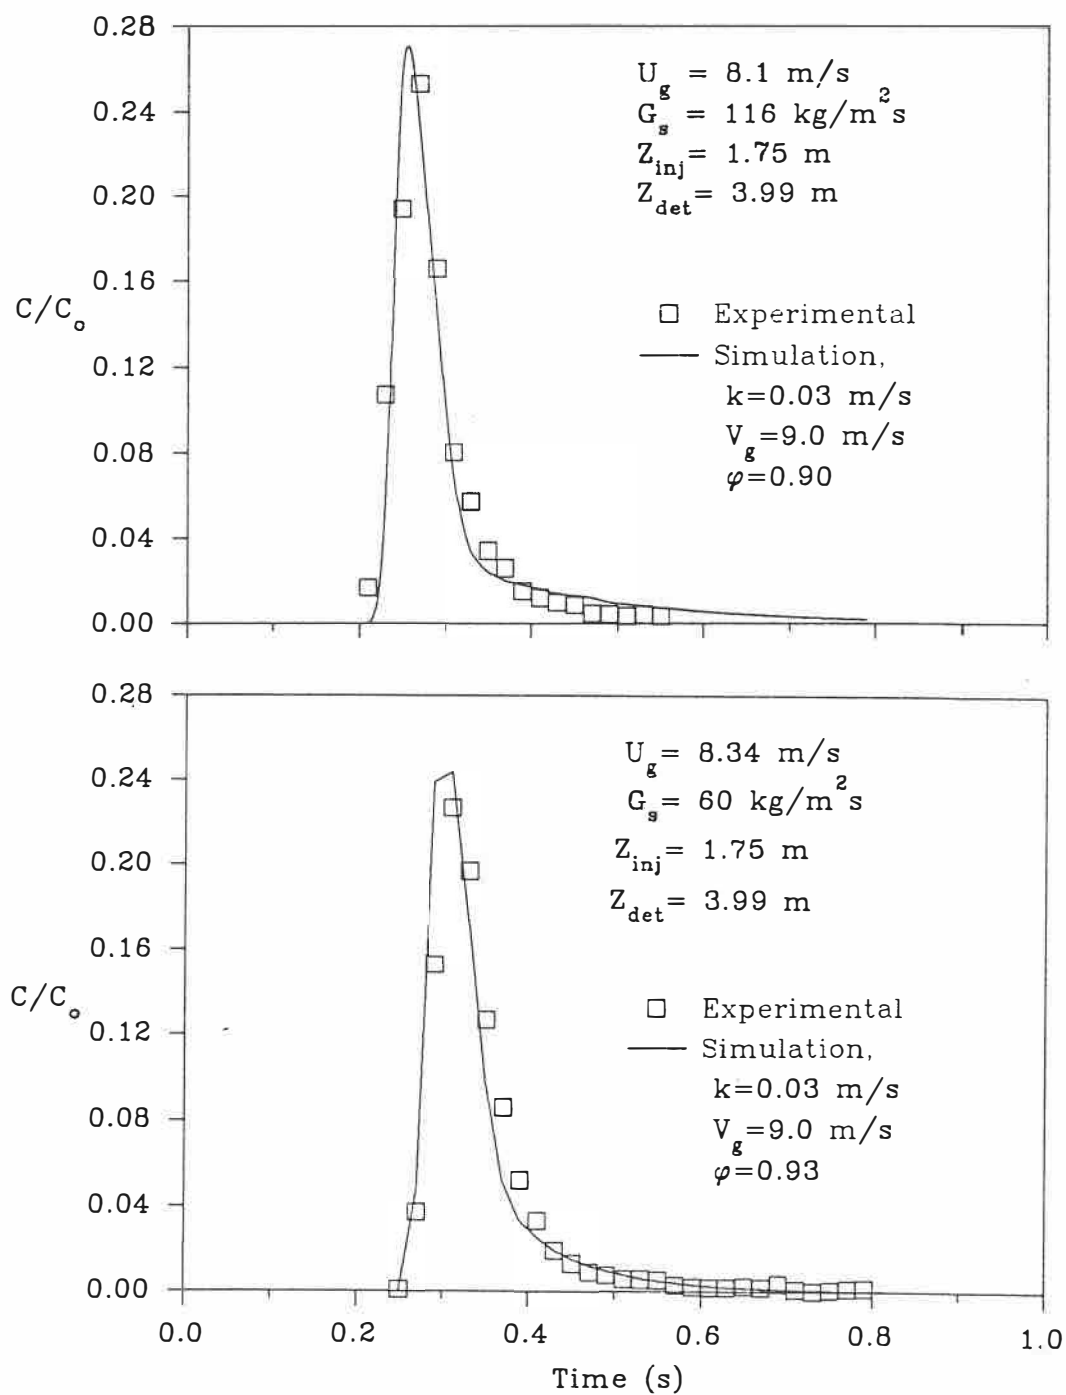 0.28
0.24
0.20
0.16
0.12
0.08
0.04
0.00
C/C₀
U_g = 8.1 m/s
G_s = 116 kg/m²s
Z_inj = 1.75 m
Z_det = 3.99 m
Experimental
Simulation,
k=0.03 m/s
V_g=9.0 m/s
φ=0.90
0.28
0.24
0.20
0.16
0.12
0.08
0.04
0.00
C/C₀
U_g = 8.34 m/s
G_s = 60 kg/m²s
Z_inj = 1.75 m
Z_det = 3.99 m
Experimental
Simulation,
k=0.03 m/s
V_g=9.0 m/s
φ=0.93
0.0 0.2 0.4 0.6 0.8 1.0
Time (s)